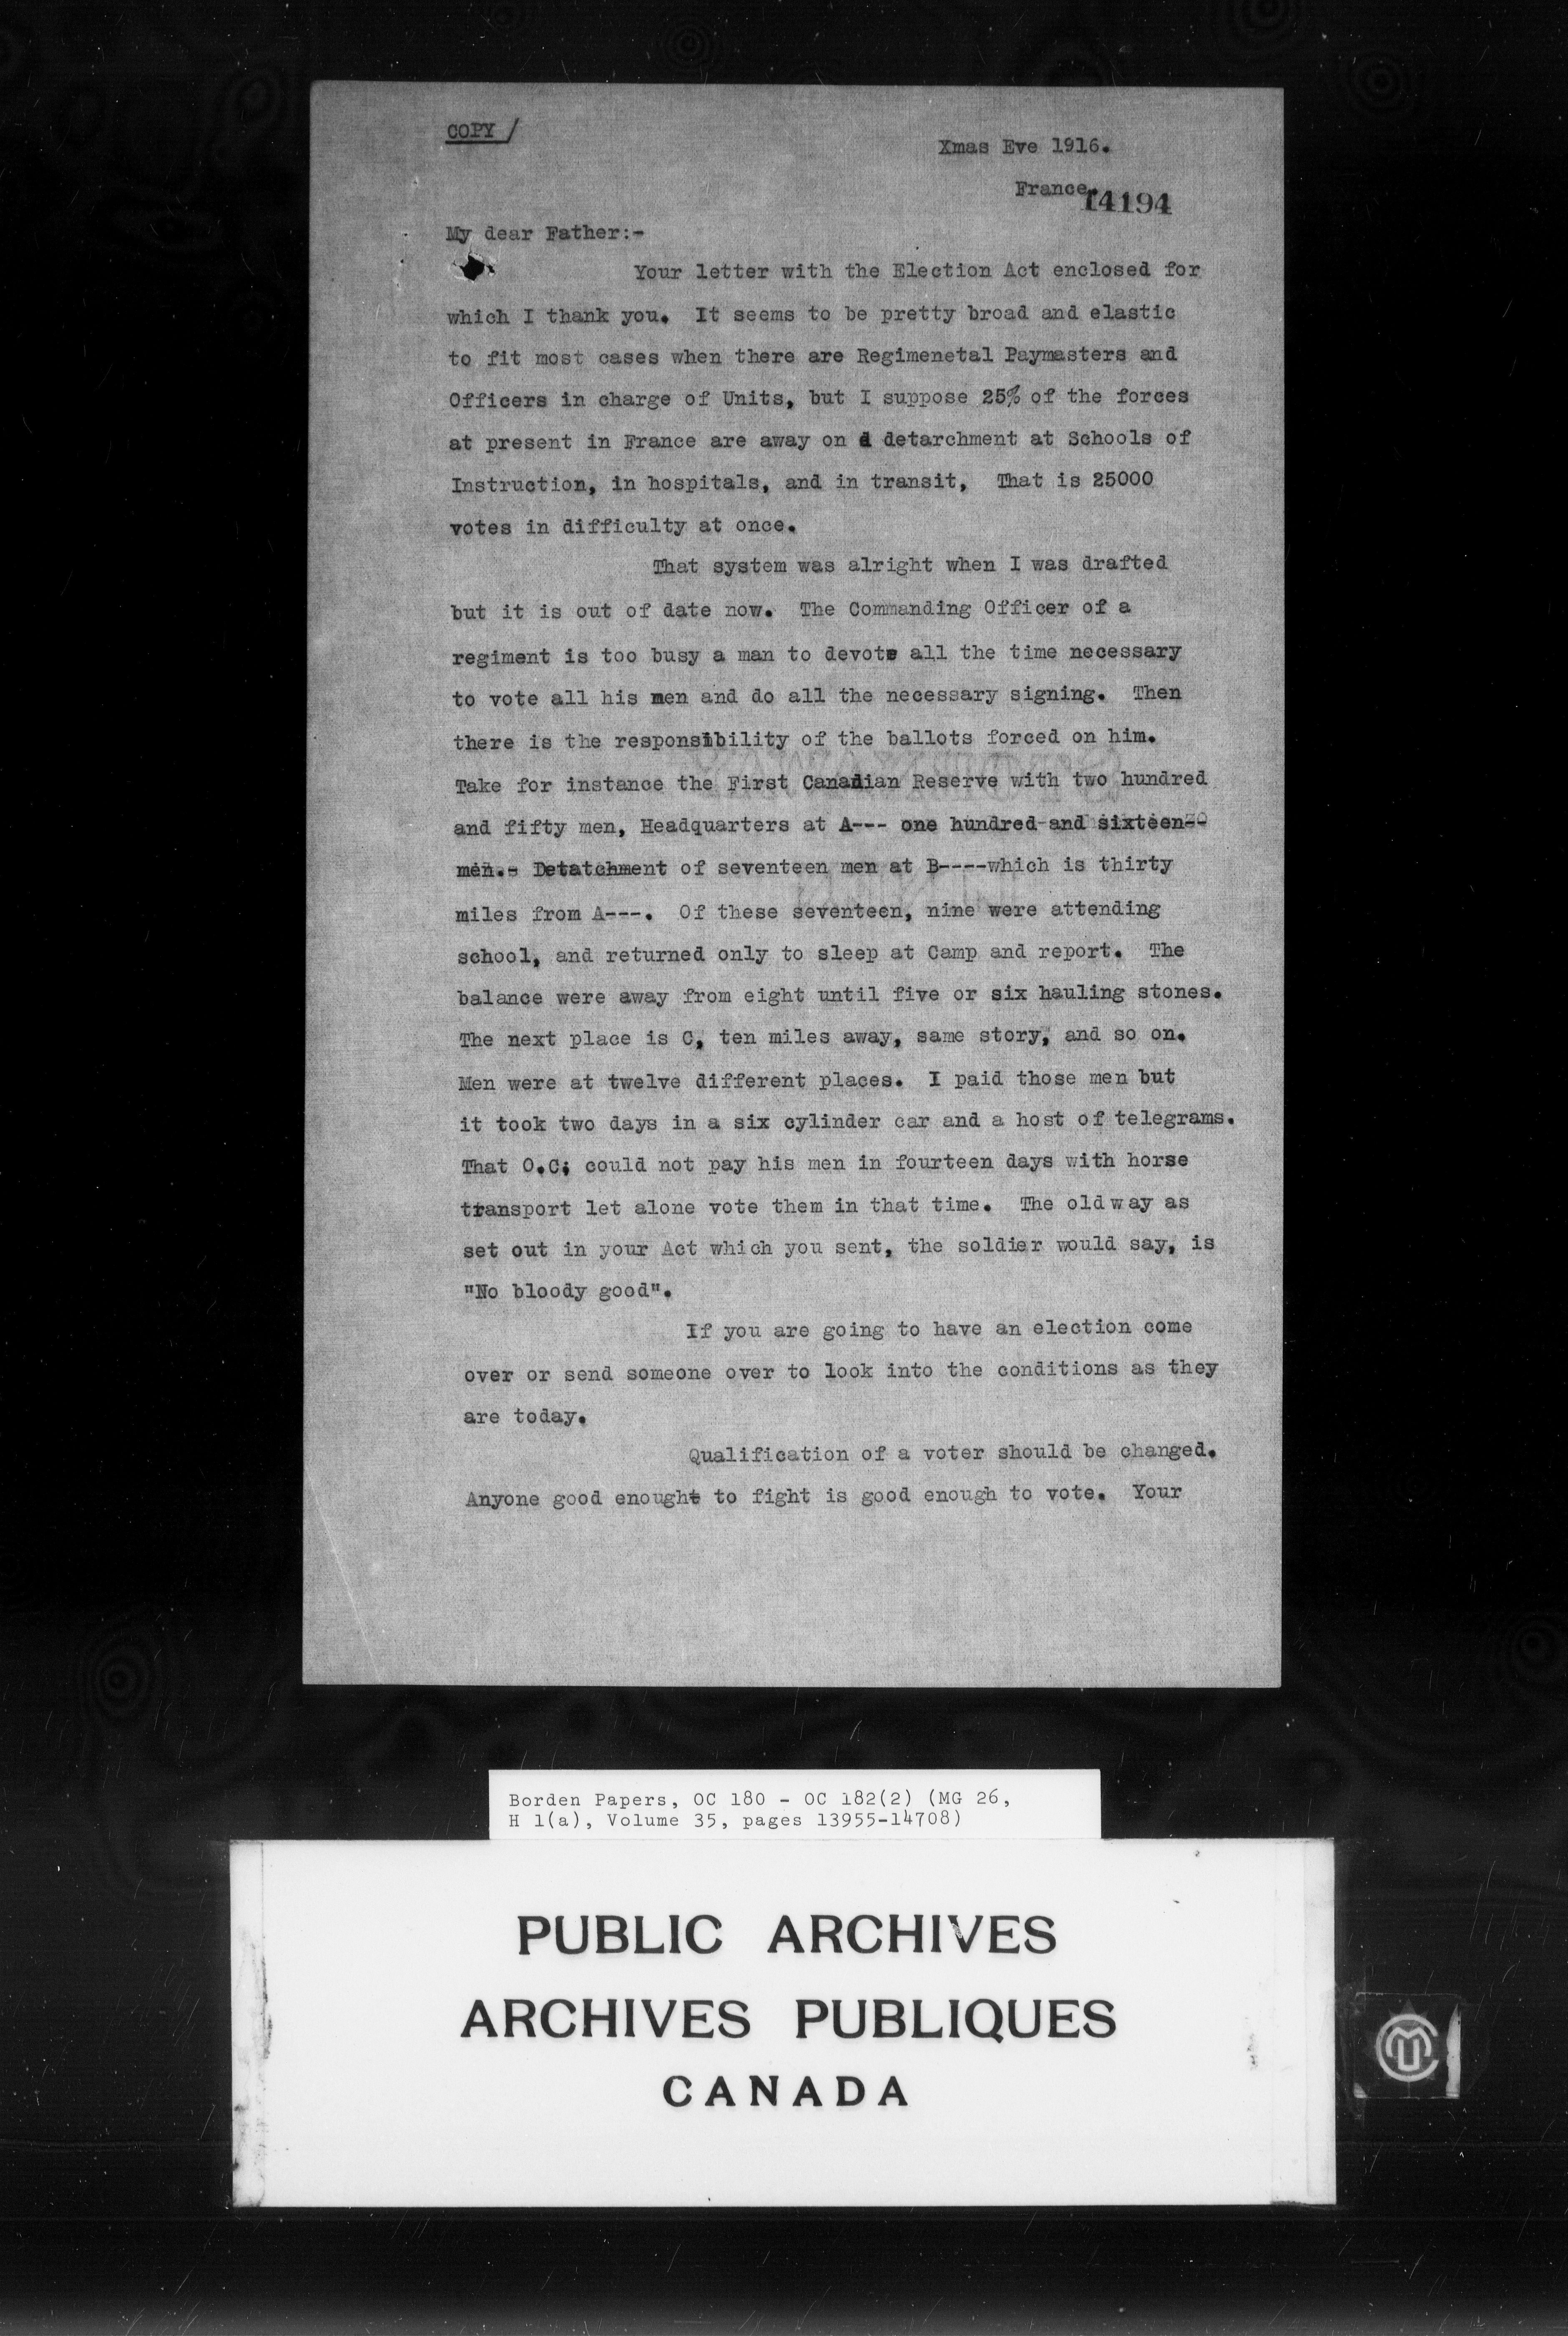 COPY /
Xmas Eve 1916.
France.
14194
My dear Father:-
Your letter with the Election Act enclosed for
which I thank you. It seems to be pretty broad and elastic
to fit most cases when there are Regimenetal Paymasters and
Officers in charge of Units, but I suppose 25% of the forces
at present in France are away on d detarchment at Schools of
Instruction, in hospitals, and in transit, That is 25000
votes in difficulty at once.
That system was alright when I was drafted
but it is out of date now. The Commanding Officer of a
regiment is too busy a man to devote all the time necessary
to vote all his men and do all the necessary signing. Then
there is the responsibility of the ballots forced on him.
Take for instance the First Canadian Reserve with two hundred
and fifty men, Headquarters at A--- one hundred and sixteen--
men.- Detatchment of seventeen men at B----which is thirty
miles from A---. Of these seventeen, nine were attending
school, and returned only to sleep at Camp and report. The
balance were away from eight until five or six hauling stones.
The next place is C, ten miles away, same story, and so on.
Men were at twelve different places. I paid those men but
it took two days in a six cylinder car and a host of telegrams.
That O.C; could not pay his men in fourteen days with horse
transport let alone vote them in that time. The old way as
set out in your Act which you sent, the soldier would say, is
"No bloody good".
If you are going to have an election come
over or send someone over to look into the conditions as they
are today.
Qualification of a voter should be changed.
Anyone good enought to fight is good enough to vote. Your
Borden Papers, OC 180 - OC 182(2) (MG 26,
H 1(a), Volume 35, pages 13955-14708)
PUBLIC ARCHIVES
ARCHIVES PUBLIQUES
CANADA